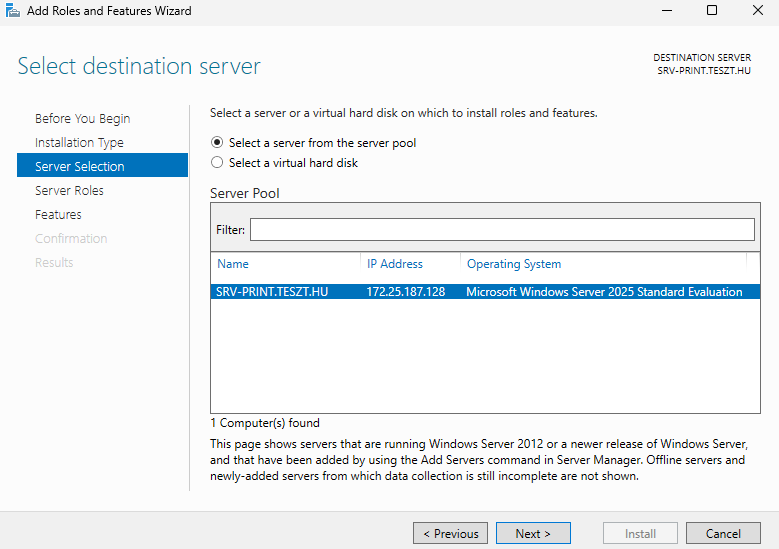 Add Roles and Features Wizard
Select destination server
DESTINATION SERVER
SRV-PRINT.TESZT.HU
Before You Begin
Installation Type
Server Selection
Server Roles
Features
Confirmation
Results
Select a server or a virtual hard disk on which to install roles and features.
Select a server from the server pool
Select a virtual hard disk
Server Pool
Filter:
Name IP Address Operating System
SRV-PRINT.TESZT.HU 172.25.187.128 Microsoft Windows Server 2025 Standard Evaluation
1 Computer(s) found
This page shows servers that are running Windows Server 2012 or a newer release of Windows Server,
and that have been added by using the Add Servers command in Server Manager. Offline servers and
newly-added servers from which data collection is still incomplete are not shown.
< Previous Next > Install Cancel